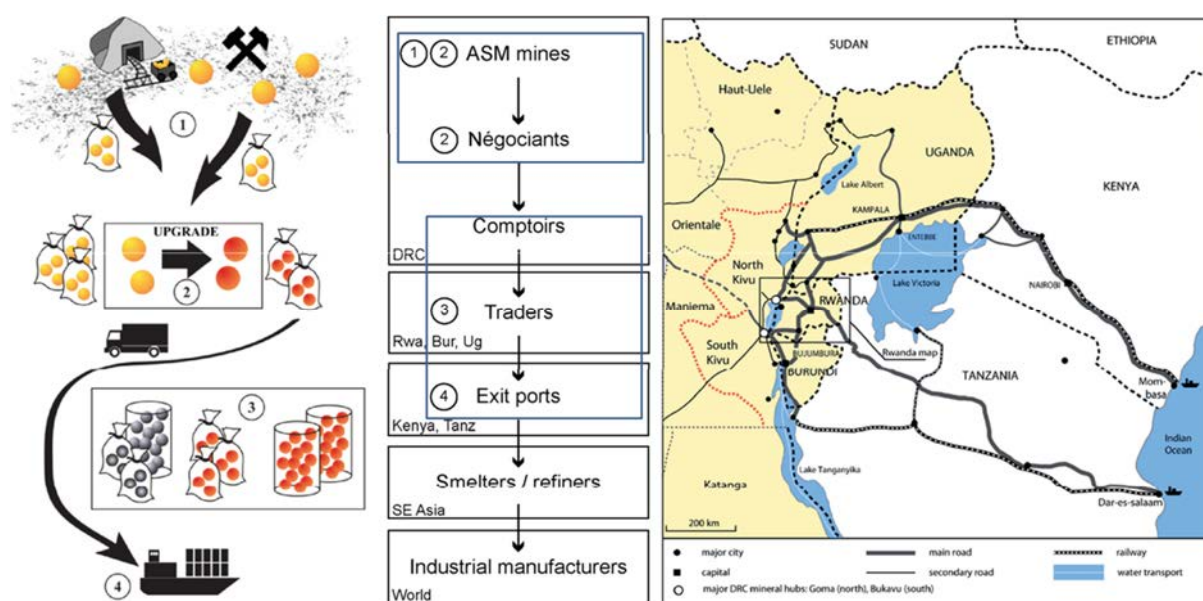 1
UPGRADE
2
3
4
1 2 ASM mines
2 Négociants
Comptoirs
DRC
3 Traders
Rwa, Bur, Ug
4 Exit ports
Kenya, Tanz
Smelters / refiners
SE Asia
Industrial manufacturers
World
SUDAN
ETHIOPIA
Haut-Uele
UGANDA
KENYA
Lake Albert
KAMPALA
Orientale
ENTEBBE
North
Kivu
Lake Victoria
NAIROBI
Maniema
RWANDA
South
Kivu
Rwanda map
BUJUMBURA
BURUNDI
TANZANIA
Mom-
basa
Indian
Ocean
Lake Tanganyika
Katanga
Dar-es-salaam
200 km
major city
main road
railway
capital
secondary road
water transport
major DRC mineral hubs: Goma (north), Bukavu (south)